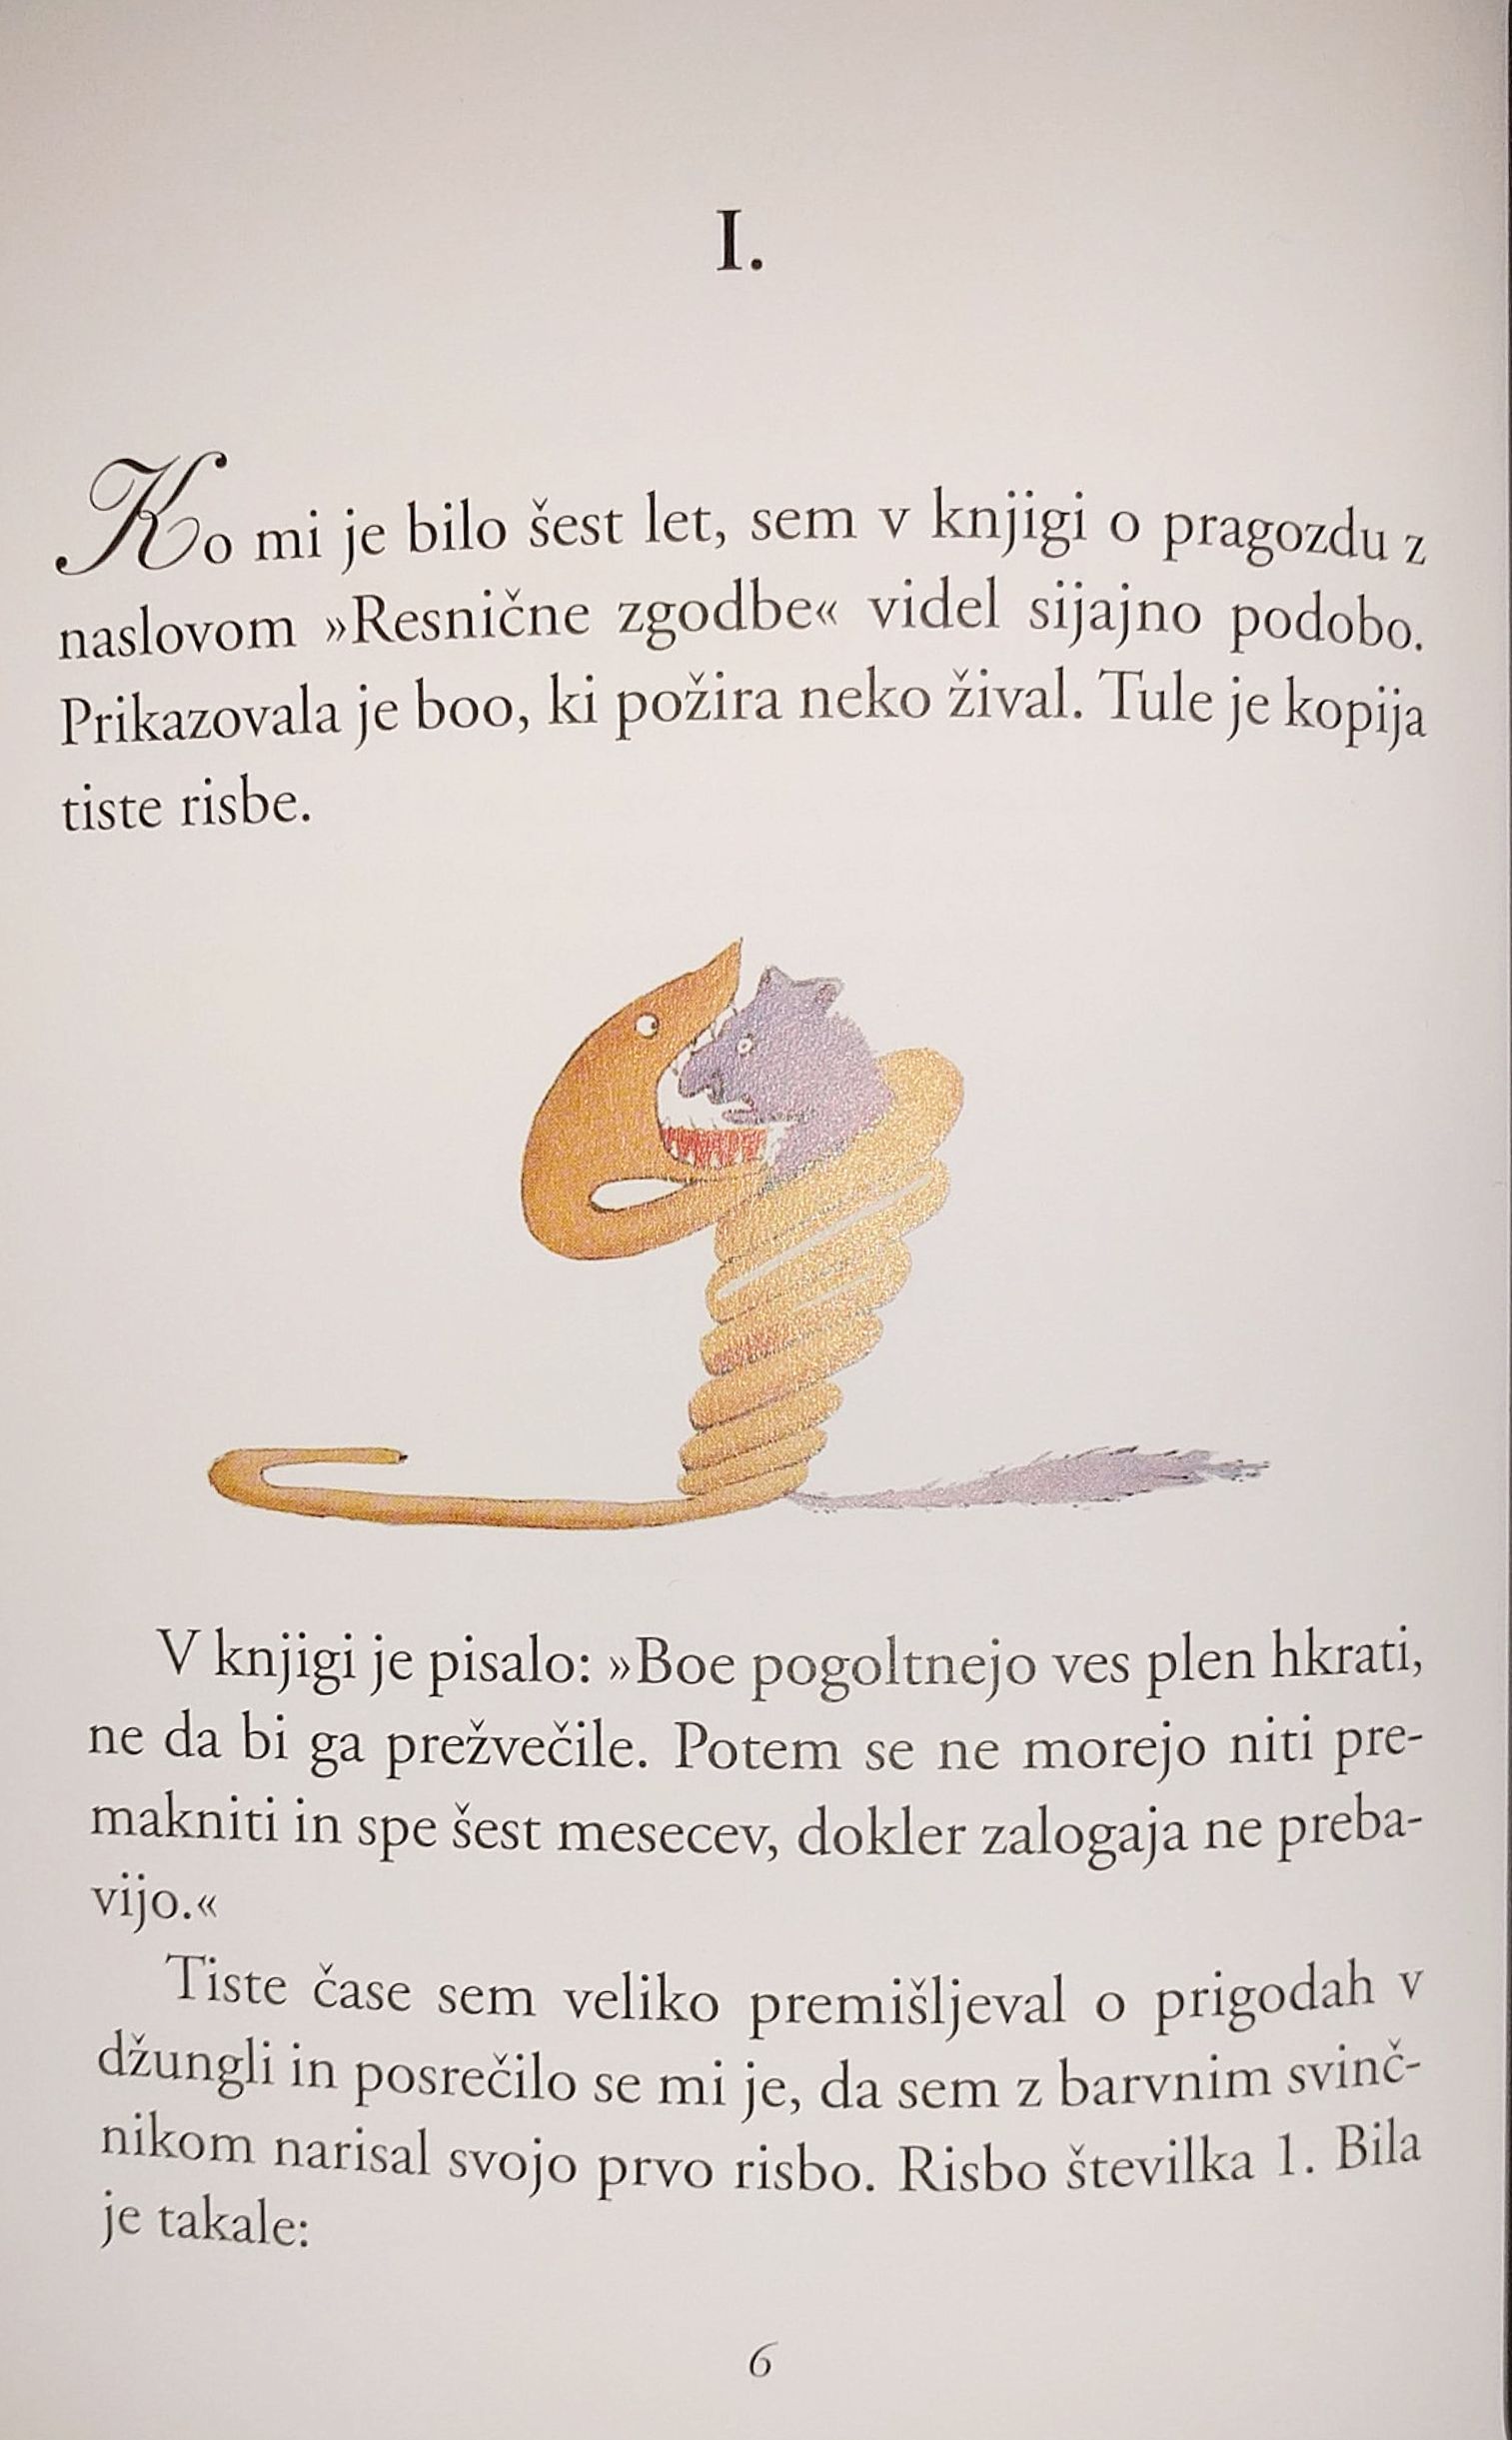 I.
Ko mi je bilo šest let, sem v knjigi o pragozdu z
naslovom »Resnične zgodbe« videl sijajno podobo.
Prikazovala je boo, ki požira neko žival. Tule je kopija
tiste risbe.
V knjigi je pisalo: »Boe pogoltnejo ves plen hkrati,
ne da bi ga prežvečile. Potem se ne morejo niti pre-
makniti in spe šest mesecev, dokler zalogaja ne preba-
vijo.«
Tiste čase sem veliko premišljeval o prigodah v
džungli in posrečilo se mi je, da sem z barvnim svinč-
nikom narisal svojo prvo risbo. Risbo številka 1. Bila
je takale:
6